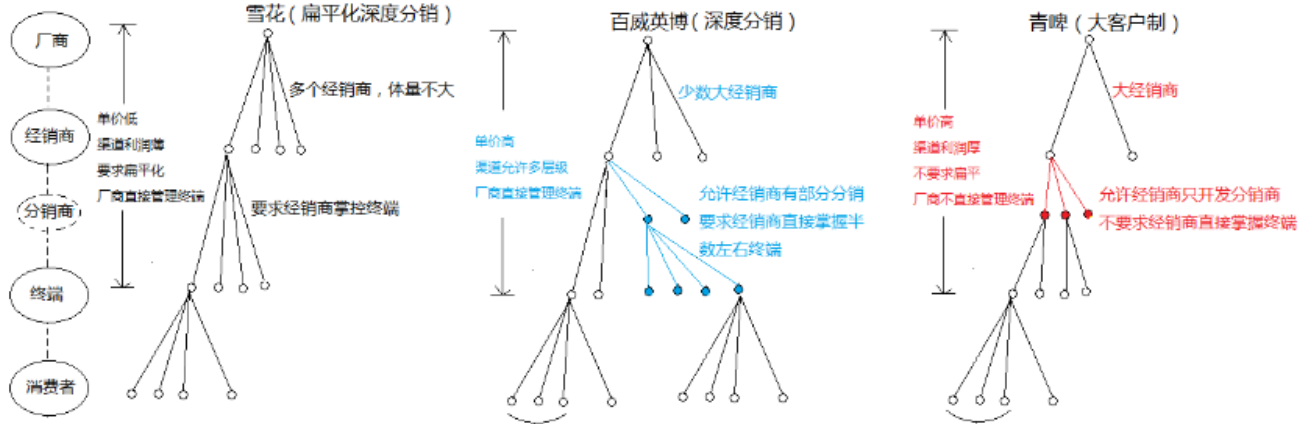 雪花（扁平化深度分销）
百威英博（深度分销）
青啤（大客户制）
厂商
经销商
分销商
终端
消费者
多个经销商，体量不大
单价低
渠道利润薄
要求扁平化
厂商直接管理终端
要求经销商掌控终端
少数大经销商
单价高
渠道允许多层级
厂商直接管理终端
允许经销商有部分分销
要求经销商直接掌握半
数左右终端
大经销商
单价高
渠道利润厚
不要求扁平
厂商不直接管理终端
允许经销商只开发分销商
不要求经销商直接掌握终端